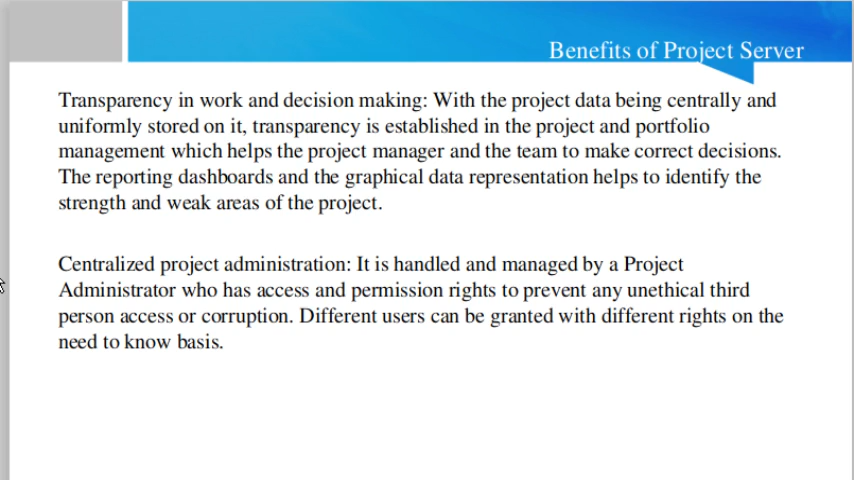 Benefits of Project Server
Transparency in work and decision making: With the project data being centrally and
uniformly stored on it, transparency is established in the project and portfolio
management which helps the project manager and the team to make correct decisions.
The reporting dashboards and the graphical data representation helps to identify the
strength and weak areas of the project.
Centralized project administration: It is handled and managed by a Project
Administrator who has access and permission rights to prevent any unethical third
person access or corruption. Different users can be granted with different rights on the
need to know basis.